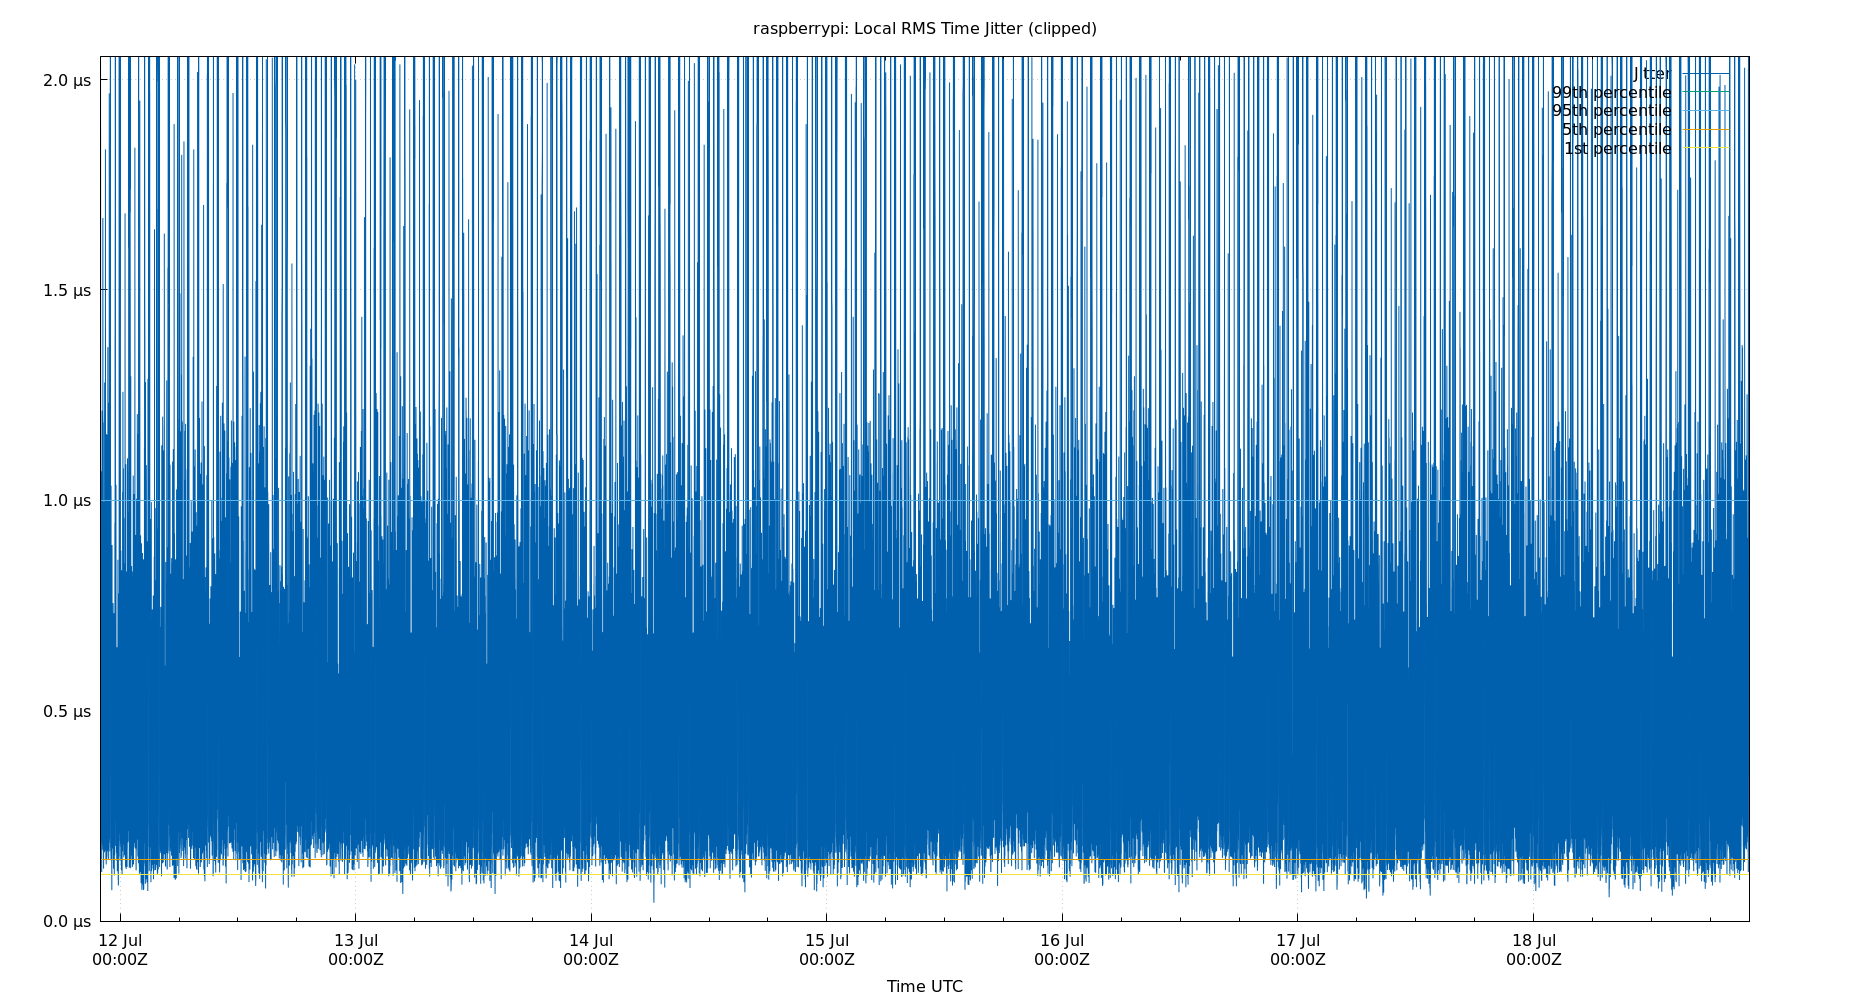 raspberrypi: Local RMS Time Jitter (clipped)
2.0 µs
1.5 µs
1.0 µs
0.5 µs
0.0 µs
Jitter
99th percentile
95th percentile
5th percentile
1st percentile
12 Jul
00:00Z
13 Jul
00:00Z
14 Jul
00:00Z
15 Jul
00:00Z
16 Jul
00:00Z
17 Jul
00:00Z
18 Jul
00:00Z
Time UTC